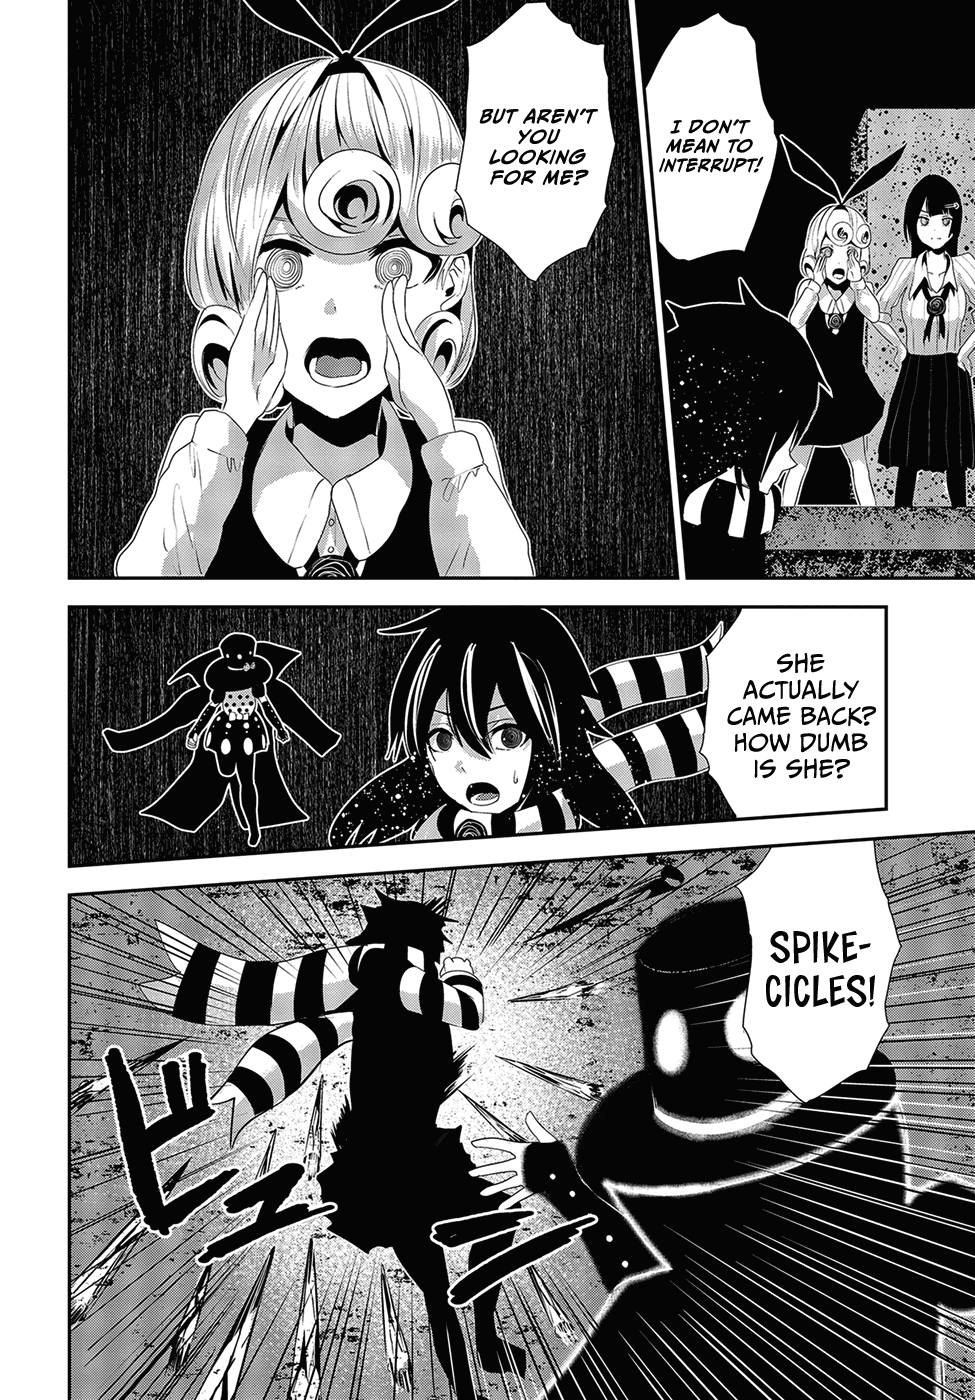 I DON'T
MEAN TO
INTERRUPT!
BUT AREN'T
YOU
LOOKING
FOR ME?
SHE
ACTUALLY
CAME BACK?
HOW DUMB
IS SHE?
SPIKE-
CICLES!
ビュン